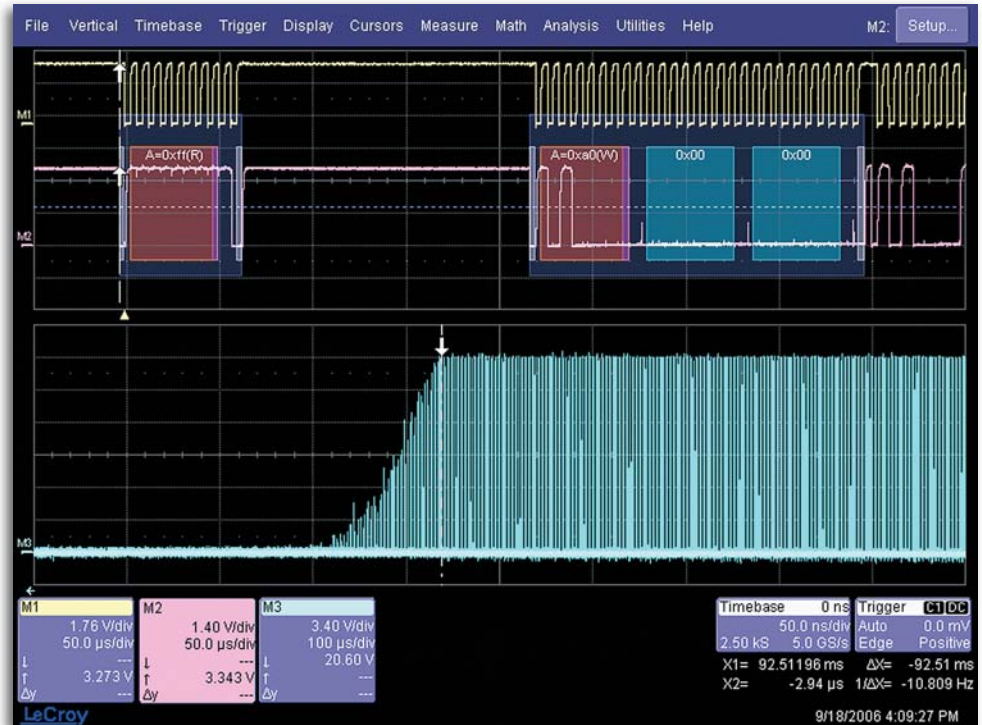 File Vertical Timebase Trigger Display Cursors Measure Math Analysis Utilities Help M2: Setup...
M1
A=0xff(R) A=0xa0(W) 0x00 0x00
M2
M3
M1 M2 M3 Timebase 0 ns Trigger C1 DC
1.76 V/div 1.40 V/div 3.40 V/div 50.0 ns/div Auto 0.0 mV
50.0 µs/div 50.0 µs/div 100 µs/div 2.50 kS 5.0 GS/s Edge Positive
↓ --- ↓ --- ↓ 20.60 V X1= 92.51196 ms ΔX= -92.51 ms
↑ 3.273 V ↑ 3.343 V ↑ --- X2= -2.94 µs 1/ΔX= -10.809 Hz
Δy --- Δy --- Δy ---
LeCroy 9/18/2006 4:09:27 PM